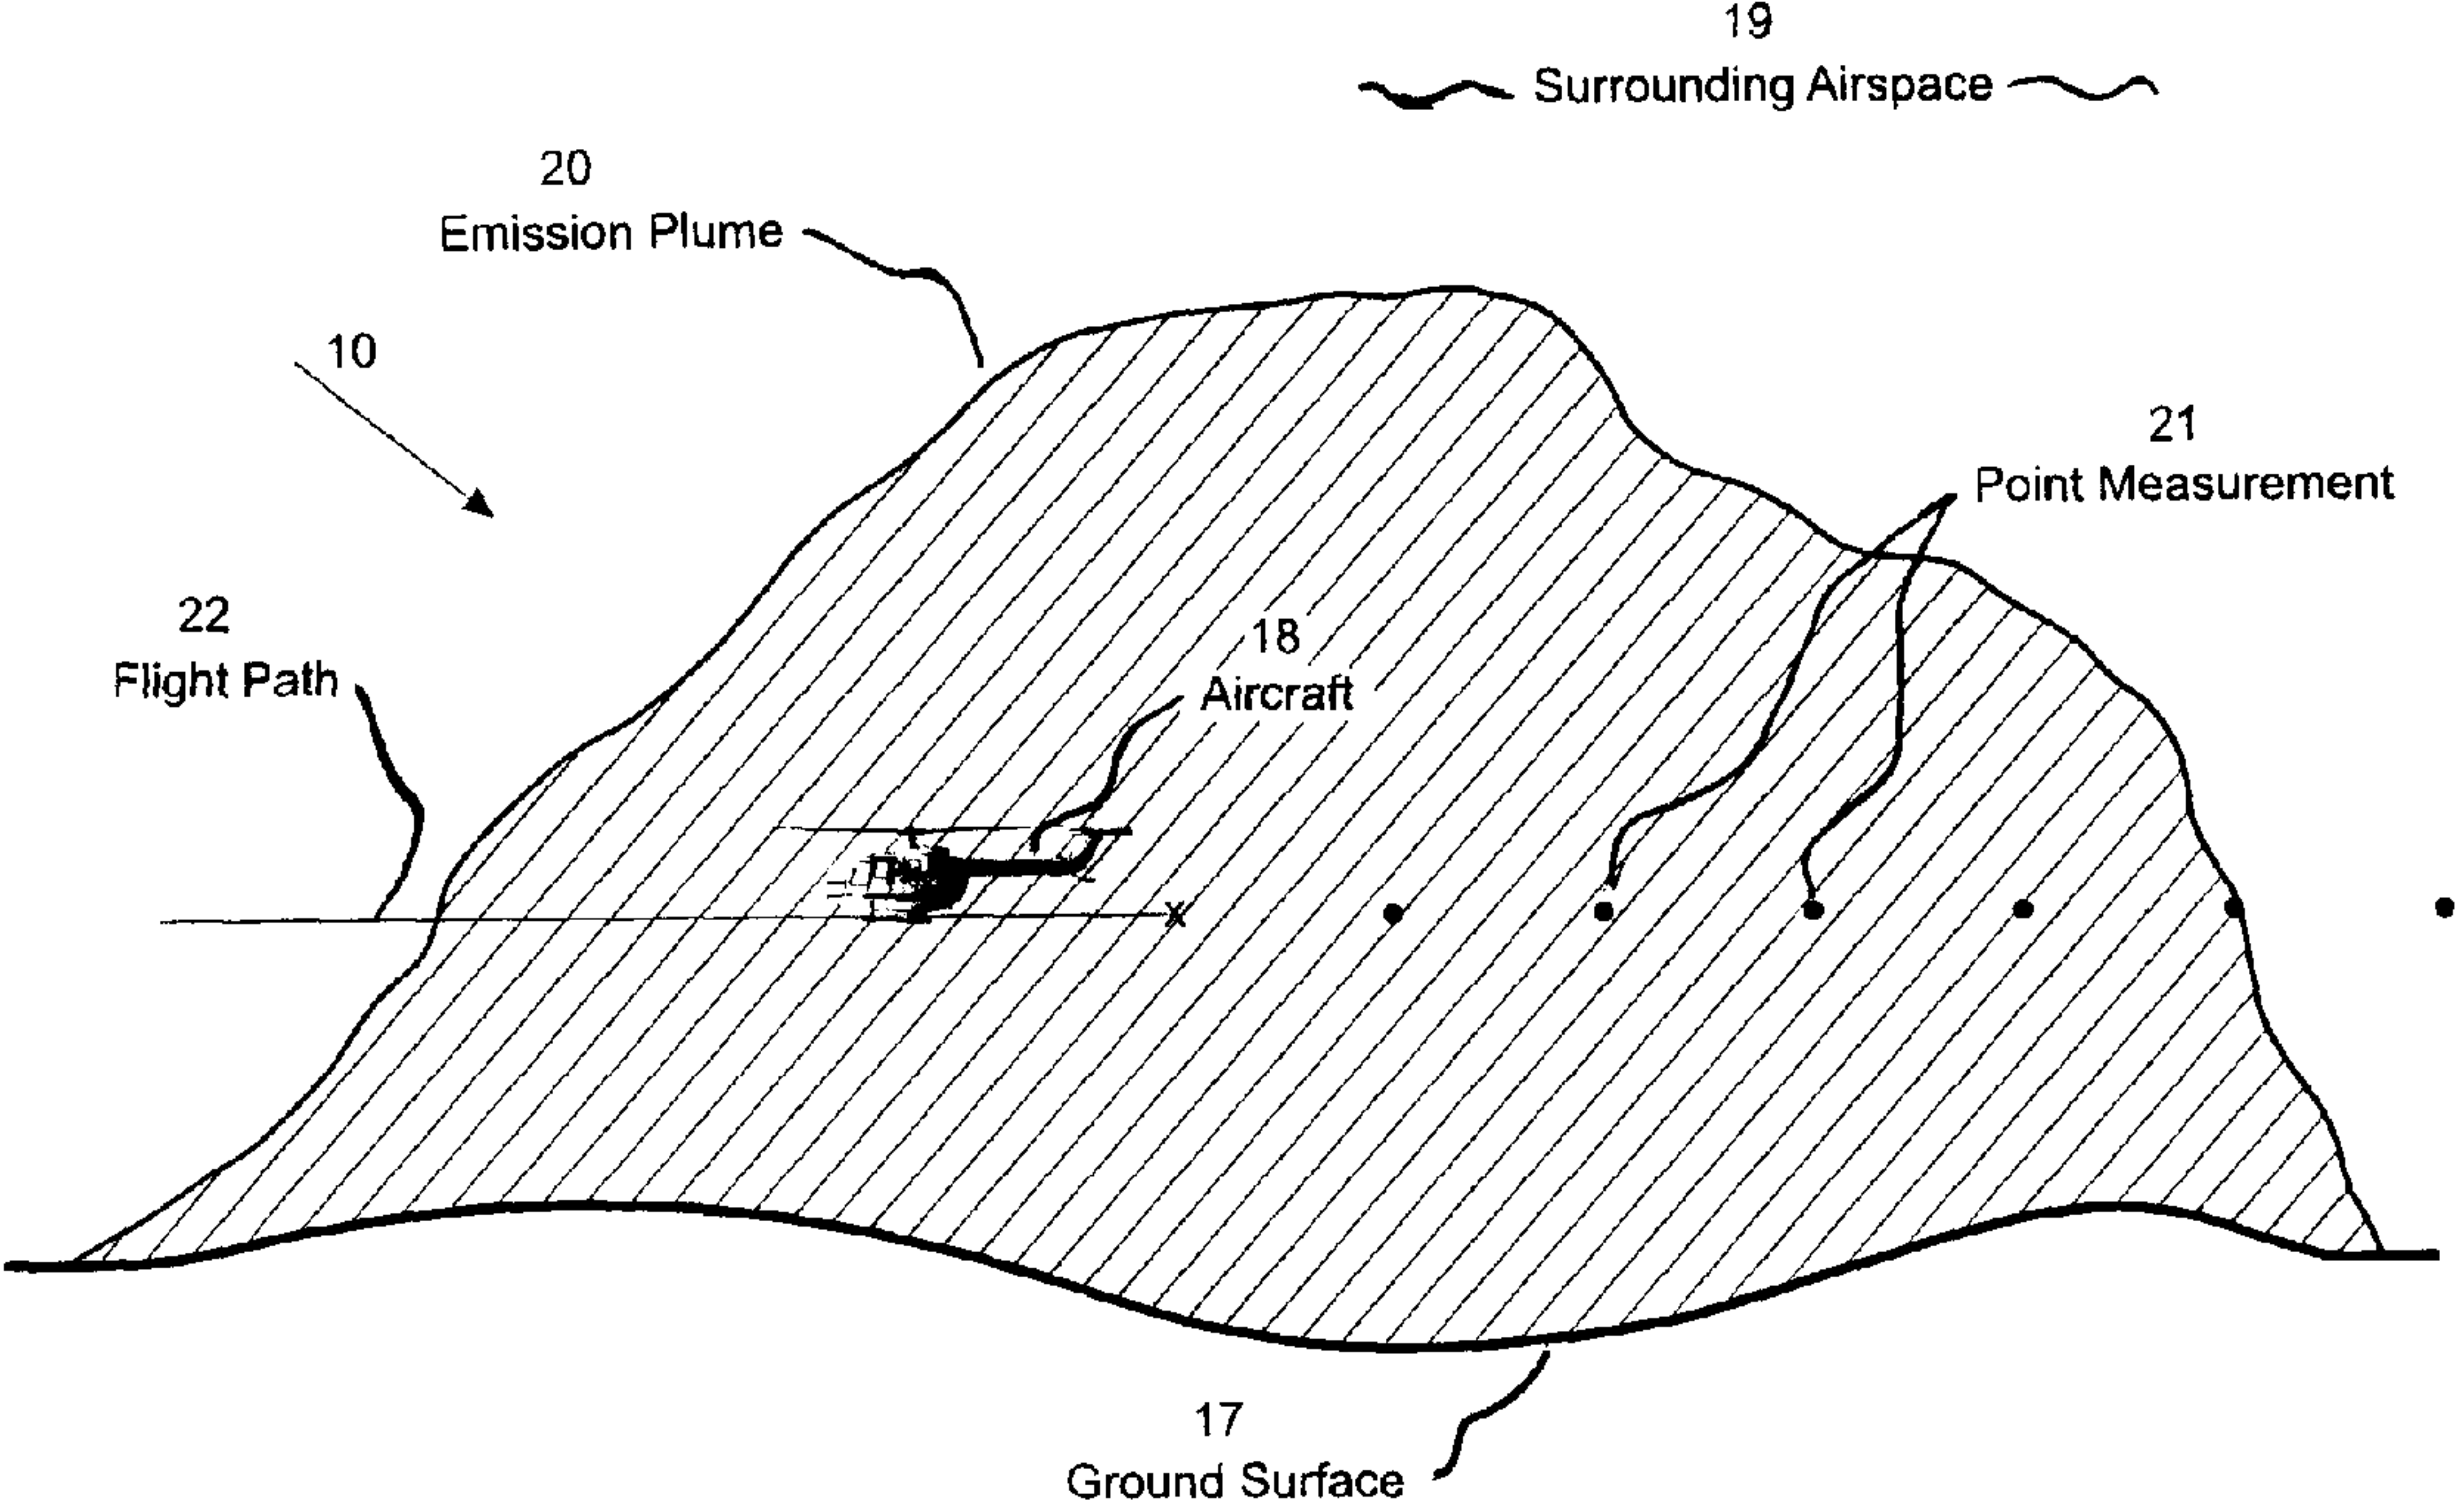 19
Surrounding Airspace
20
Emission Plume
10
21
Point Measurement
22
Flight Path
18
Aircraft
X
17
Ground Surface